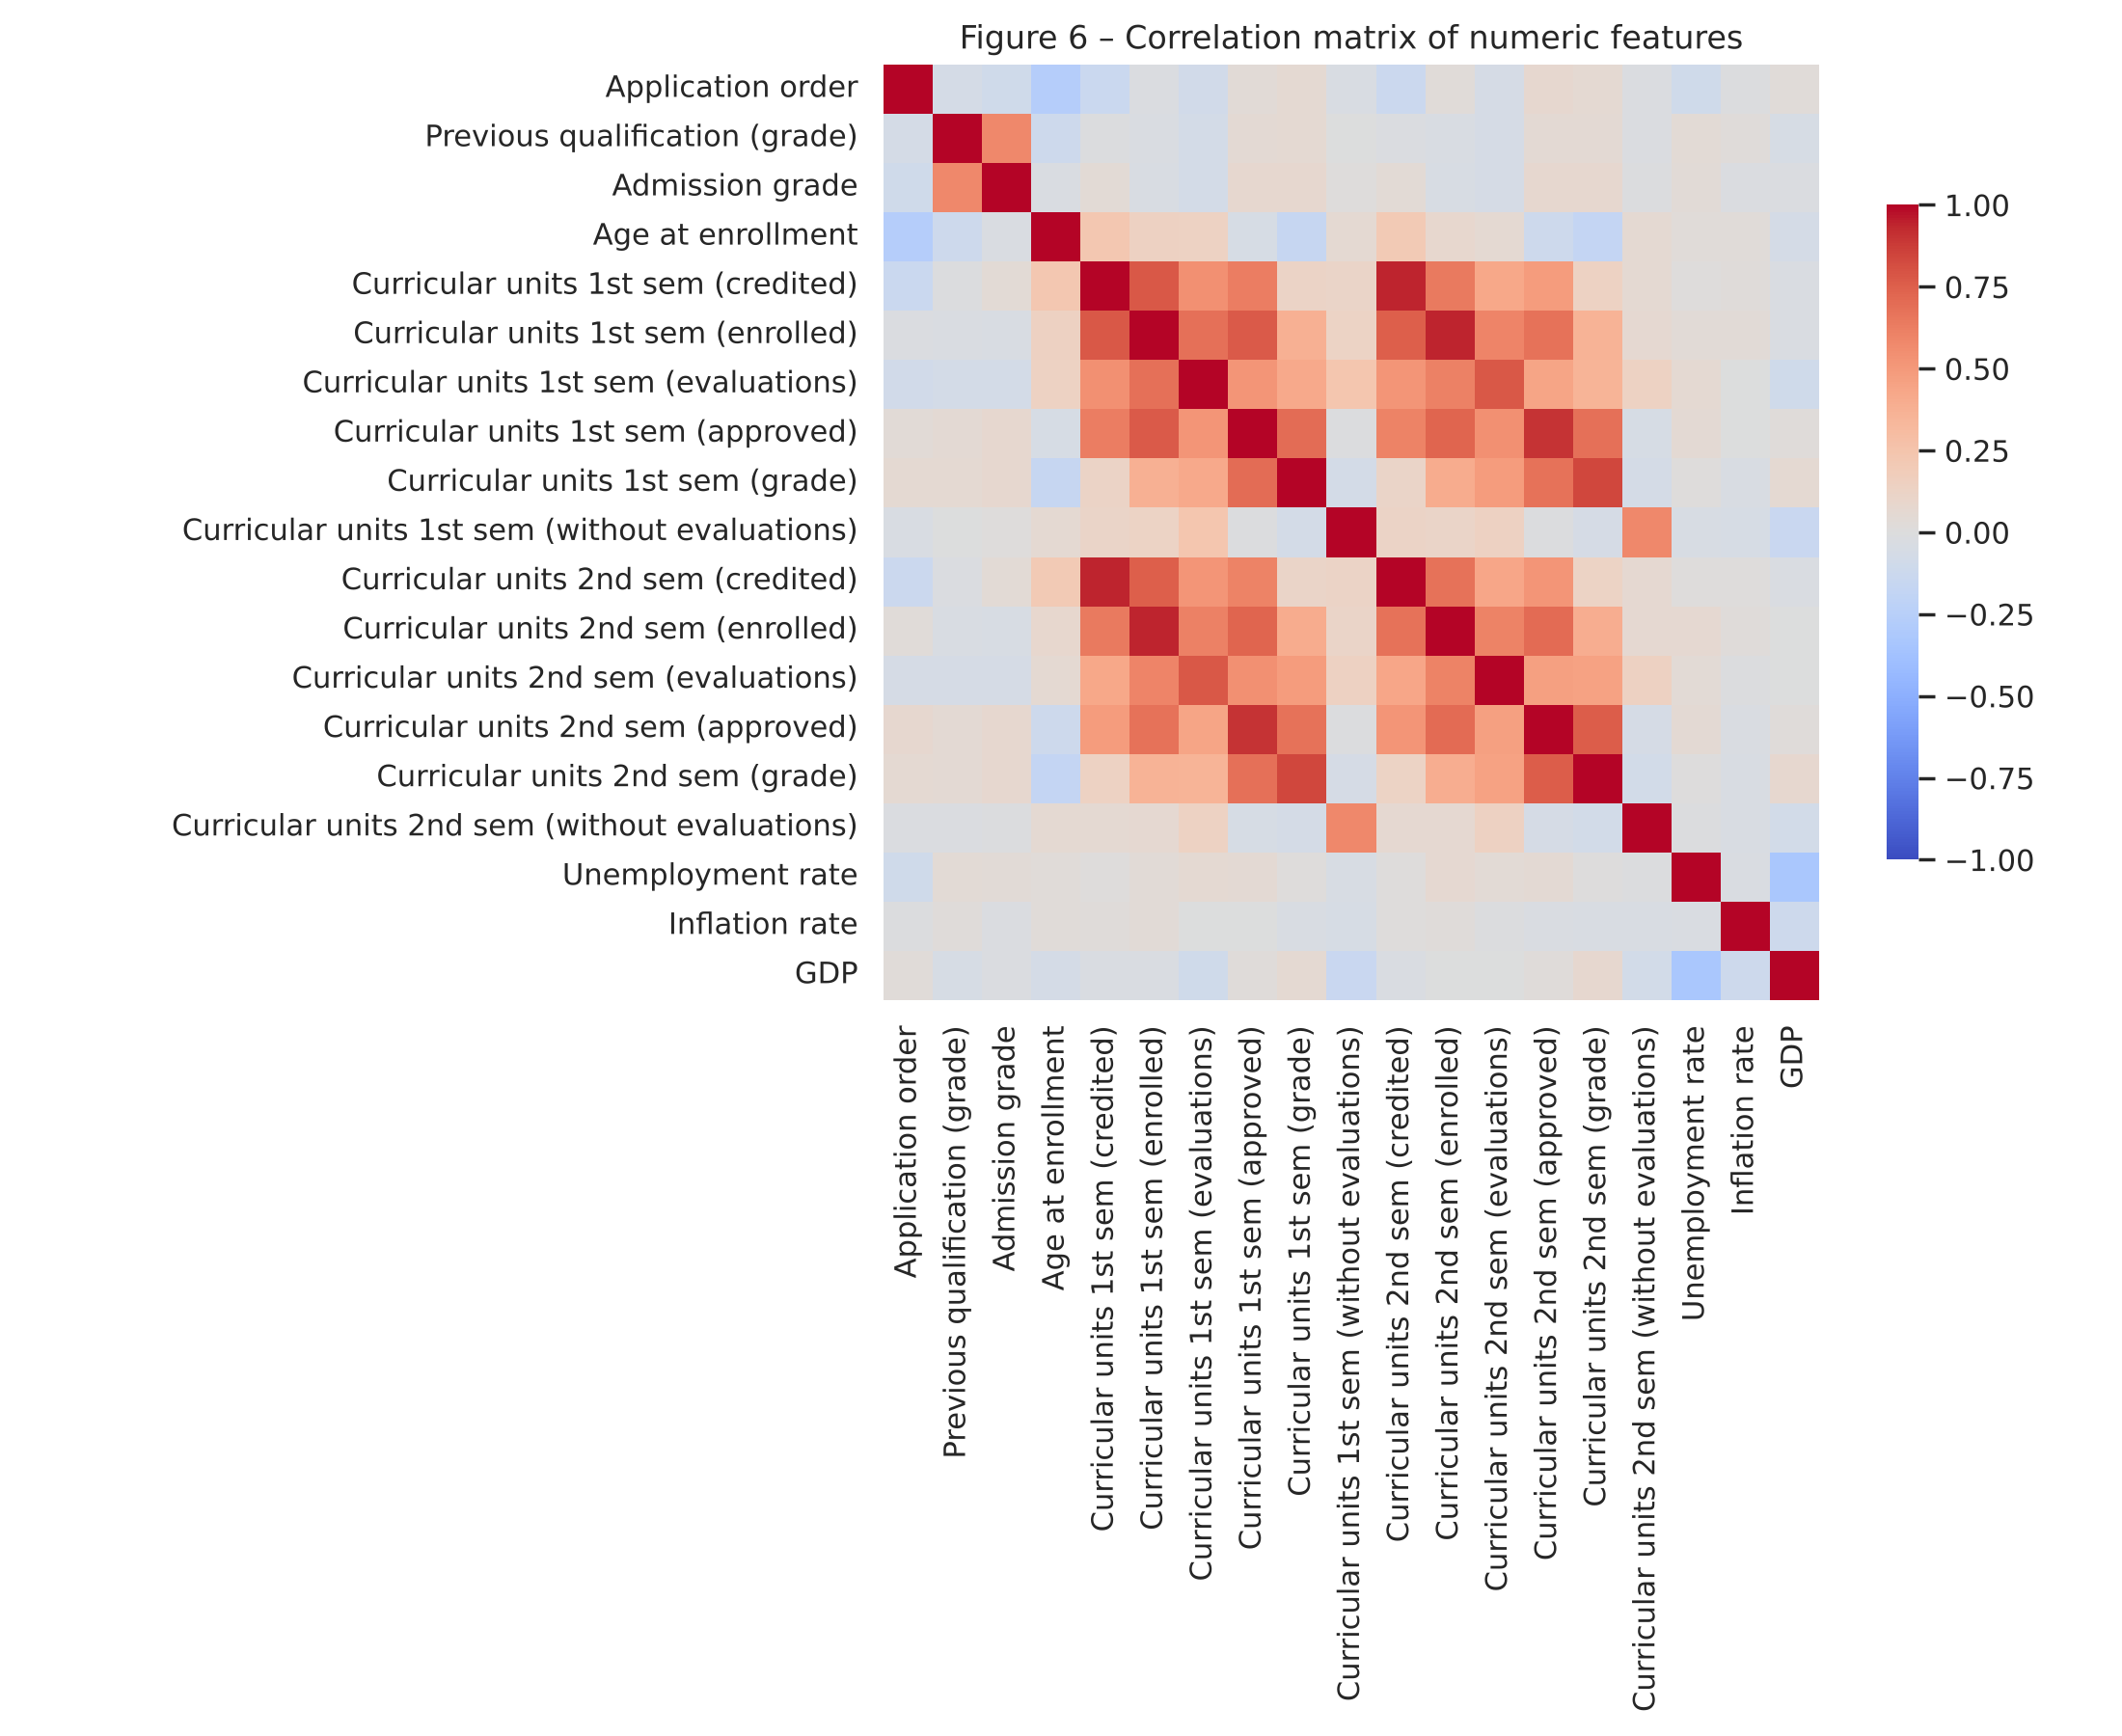 Figure 6 – Correlation matrix of numeric features
Application order
Previous qualification (grade)
Admission grade
Age at enrollment
Curricular units 1st sem (credited)
Curricular units 1st sem (enrolled)
Curricular units 1st sem (evaluations)
Curricular units 1st sem (approved)
Curricular units 1st sem (grade)
Curricular units 1st sem (without evaluations)
Curricular units 2nd sem (credited)
Curricular units 2nd sem (enrolled)
Curricular units 2nd sem (evaluations)
Curricular units 2nd sem (approved)
Curricular units 2nd sem (grade)
Curricular units 2nd sem (without evaluations)
Unemployment rate
Inflation rate
GDP
1.00
0.75
0.50
0.25
0.00
−0.25
−0.50
−0.75
−1.00
Application order
Previous qualification (grade)
Admission grade
Age at enrollment
Curricular units 1st sem (credited)
Curricular units 1st sem (enrolled)
Curricular units 1st sem (evaluations)
Curricular units 1st sem (approved)
Curricular units 1st sem (grade)
Curricular units 1st sem (without evaluations)
Curricular units 2nd sem (credited)
Curricular units 2nd sem (enrolled)
Curricular units 2nd sem (evaluations)
Curricular units 2nd sem (approved)
Curricular units 2nd sem (grade)
Curricular units 2nd sem (without evaluations)
Unemployment rate
Inflation rate
GDP